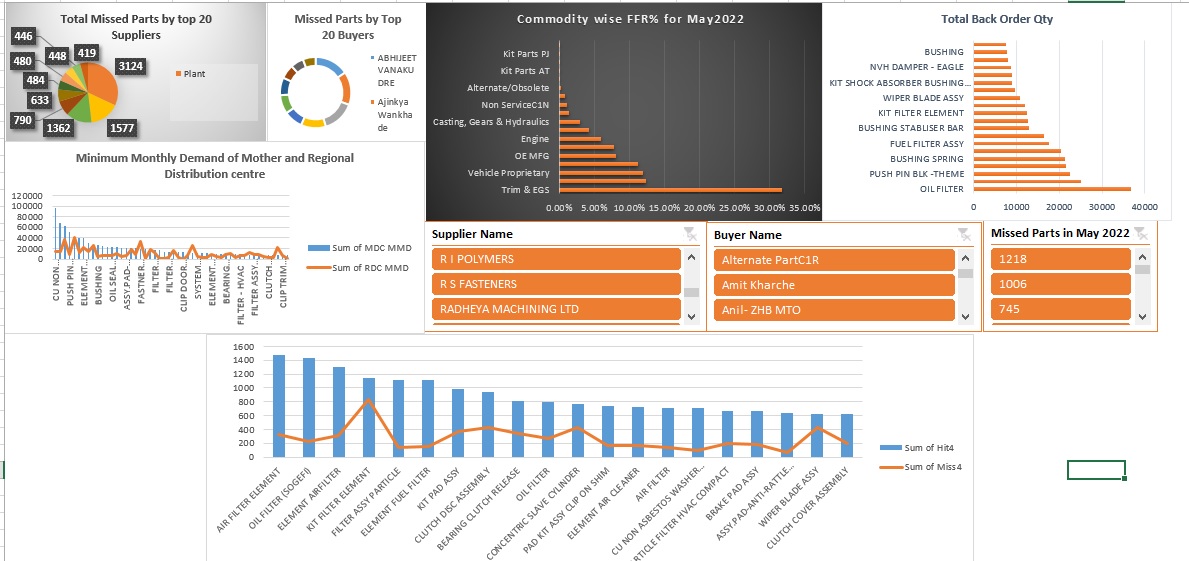 Total Missed Parts by top 20
Suppliers
446
448
419
480
3124
484
633
790
1362
1577
Plant
Missed Parts by Top
20 Buyers
ABHIJEET
VANAKU
DRE
Ajinkya
Wankha
de
Commodity wise FFR% for May2022
Kit Parts PJ
Kit Parts AT
Alternate/Obsolete
Non ServiceC1N
Casting, Gears & Hydraulics
Engine
OE MFG
Vehicle Proprietary
Trim & EGS
0.00% 5.00% 10.00% 15.00% 20.00% 25.00% 30.00% 35.00%
Total Back Order Qty
BUSHING
NVH DAMPER - EAGLE
KIT SHOCK ABSORBER BUSHING...
WIPER BLADE ASSY
KIT FILTER ELEMENT
BUSHING STABLISER BAR
FUEL FILTER ASSY
BUSHING SPRING
PUSH PIN BLK -THEME
OIL FILTER
0 10000 20000 30000 40000
Minimum Monthly Demand of Mother and Regional
Distribution centre
120000
100000
80000
60000
40000
20000
0
CU NON...
PUSH PIN...
ELEMENT...
BUSHING
OIL SEAL...
ASSY.PAD-...
FASTNER...
FILTER...
FILTER...
CLIP DOOR...
SYSTEM...
ELEMENT...
BEARING...
FILTER - HVAC
FILTER ASSY...
CLUTCH...
CLIP TRIM...
Sum of MDC MMD
Sum of RDC MMD
Supplier Name
R I POLYMERS
R S FASTENERS
RADHEYA MACHINING LTD
Buyer Name
Alternate PartC1R
Amit Kharche
Anil- ZHB MTO
Missed Parts in May 2022
1218
1006
745
1600
1400
1200
1000
800
600
400
200
0
AIR FILTER ELEMENT
OIL FILTER (SOGEFI)
ELEMENT AIRFILTER
KIT FILTER ELEMENT
FILTER ASSY PARTICLE
ELEMENT FUEL FILTER
KIT PAD ASSY
CLUTCH DISC ASSEMBLY
BEARING CLUTCH RELEASE
OIL FILTER
CONCENTRIC SLAVE CYLINDER
PAD KIT ASSY CLIP ON SHIM
ELEMENT AIR CLEANER
AIR FILTER
CU NON ASBESTOS WASHER...
RTICLE FILTER HVAC COMPACT
BRAKE PAD ASSY
ASSY.PAD-ANTI-RATTLE...
WIPER BLADE ASSY
CLUTCH COVER ASSEMBLY
Sum of Hit4
Sum of Miss4